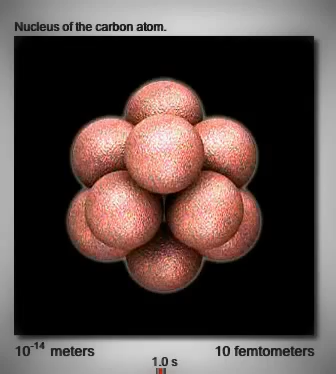 Nucleus of the carbon atom.
10⁻¹⁴ meters
10 femtometers
1.0 s